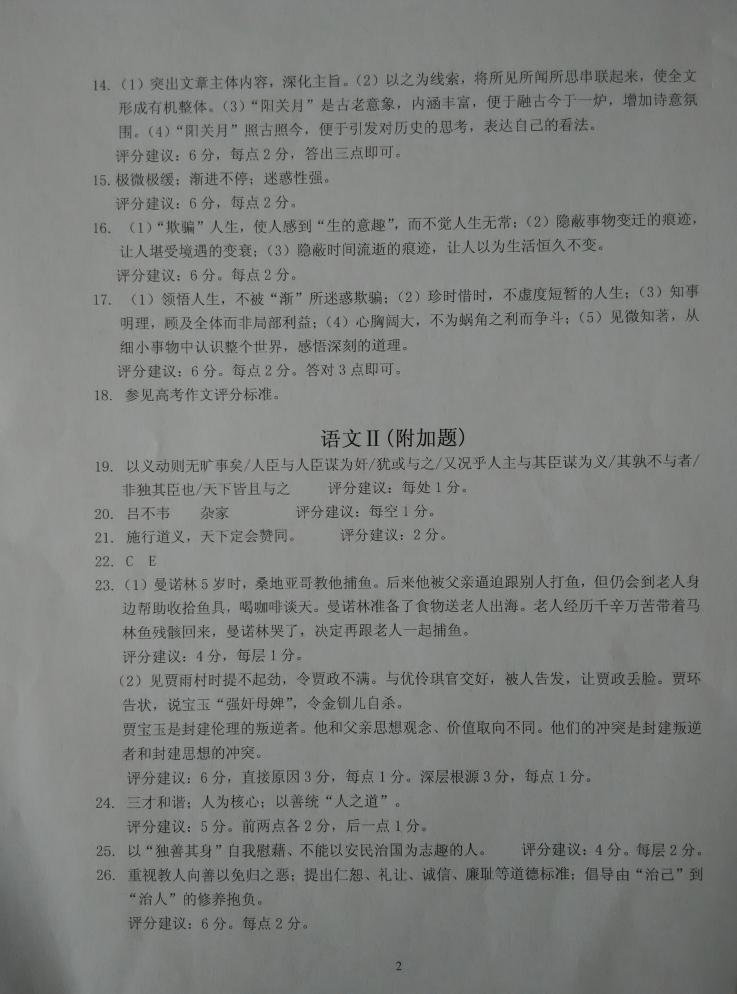 14.（1）突出文章主体内容，深化主旨。（2）以之为线索，将所见所闻所思串联起来，使全文
形成有机整体。（3）“阳关月”是古老意象，内涵丰富，便于融古今于一炉，增加诗意氛
围。（4）“阳关月”照古照今，便于引发对历史的思考，表达自己的看法。
评分建议：6分，每点2分，答出三点即可。
15.极微极缓；渐进不停；迷惑性强。
评分建议：6分，每点2分。
16.（1）“欺骗”人生，使人感到“生的意趣”，而不觉人生无常；（2）隐蔽事物变迁的痕迹，
让人堪受境遇的变衰；（3）隐蔽时间流逝的痕迹，让人以为生活恒久不变。
评分建议：6分。每点2分。
17.（1）领悟人生，不被“渐”所迷惑欺骗；（2）珍时惜时，不虚度短暂的人生；（3）知事
明理，顾及全体而非局部利益；（4）心胸阔大，不为蜗角之利而争斗；（5）见微知著，从
细小事物中认识整个世界，感悟深刻的道理。
评分建议：6分。每点2分。答对3点即可。
18. 参见高考作文评分标准。
语文Ⅱ(附加题)
19. 以义动则无旷事矣/人臣与人臣谋为奸/犹或与之/又况乎人主与其臣谋为义/其孰不与者/
非独其臣也/天下皆且与之 评分建议：每处1分。
20. 吕不韦 杂家 评分建议：每空1分。
21. 施行道义，天下定会赞同。 评分建议：2分。
22. C E
23.（1）曼诺林5岁时，桑地亚哥教他捕鱼。后来他被父亲逼迫跟别人打鱼，但仍会到老人身
边帮助收拾鱼具，喝咖啡谈天。曼诺林准备了食物送老人出海。老人经历千辛万苦带着马
林鱼残骸回来，曼诺林哭了，决定再跟老人一起捕鱼。
评分建议：4分，每层1分。
（2）见贾雨村时提不起劲，令贾政不满。与优伶琪官交好，被人告发，让贾政丢脸。贾环
告状，说宝玉“强奸母婢”，令金钏儿自杀。
贾宝玉是封建伦理的叛逆者。他和父亲思想观念、价值取向不同。他们的冲突是封建叛逆
者和封建思想的冲突。
评分建议：6分，直接原因3分，每点1分。深层根源3分，每点1分。
24. 三才和谐；人为核心；以善统“人之道”。
评分建议：5分。前两点各2分，后一点1分。
25. 以“独善其身”自我慰藉、不能以安民治国为志趣的人。 评分建议：4分。每层2分。
26. 重视教人向善以免归之恶；提出仁恕、礼让、诚信、廉耻等道德标准；倡导由“治己”到
“治人”的修养抱负。
评分建议：6分。每点2分。
2